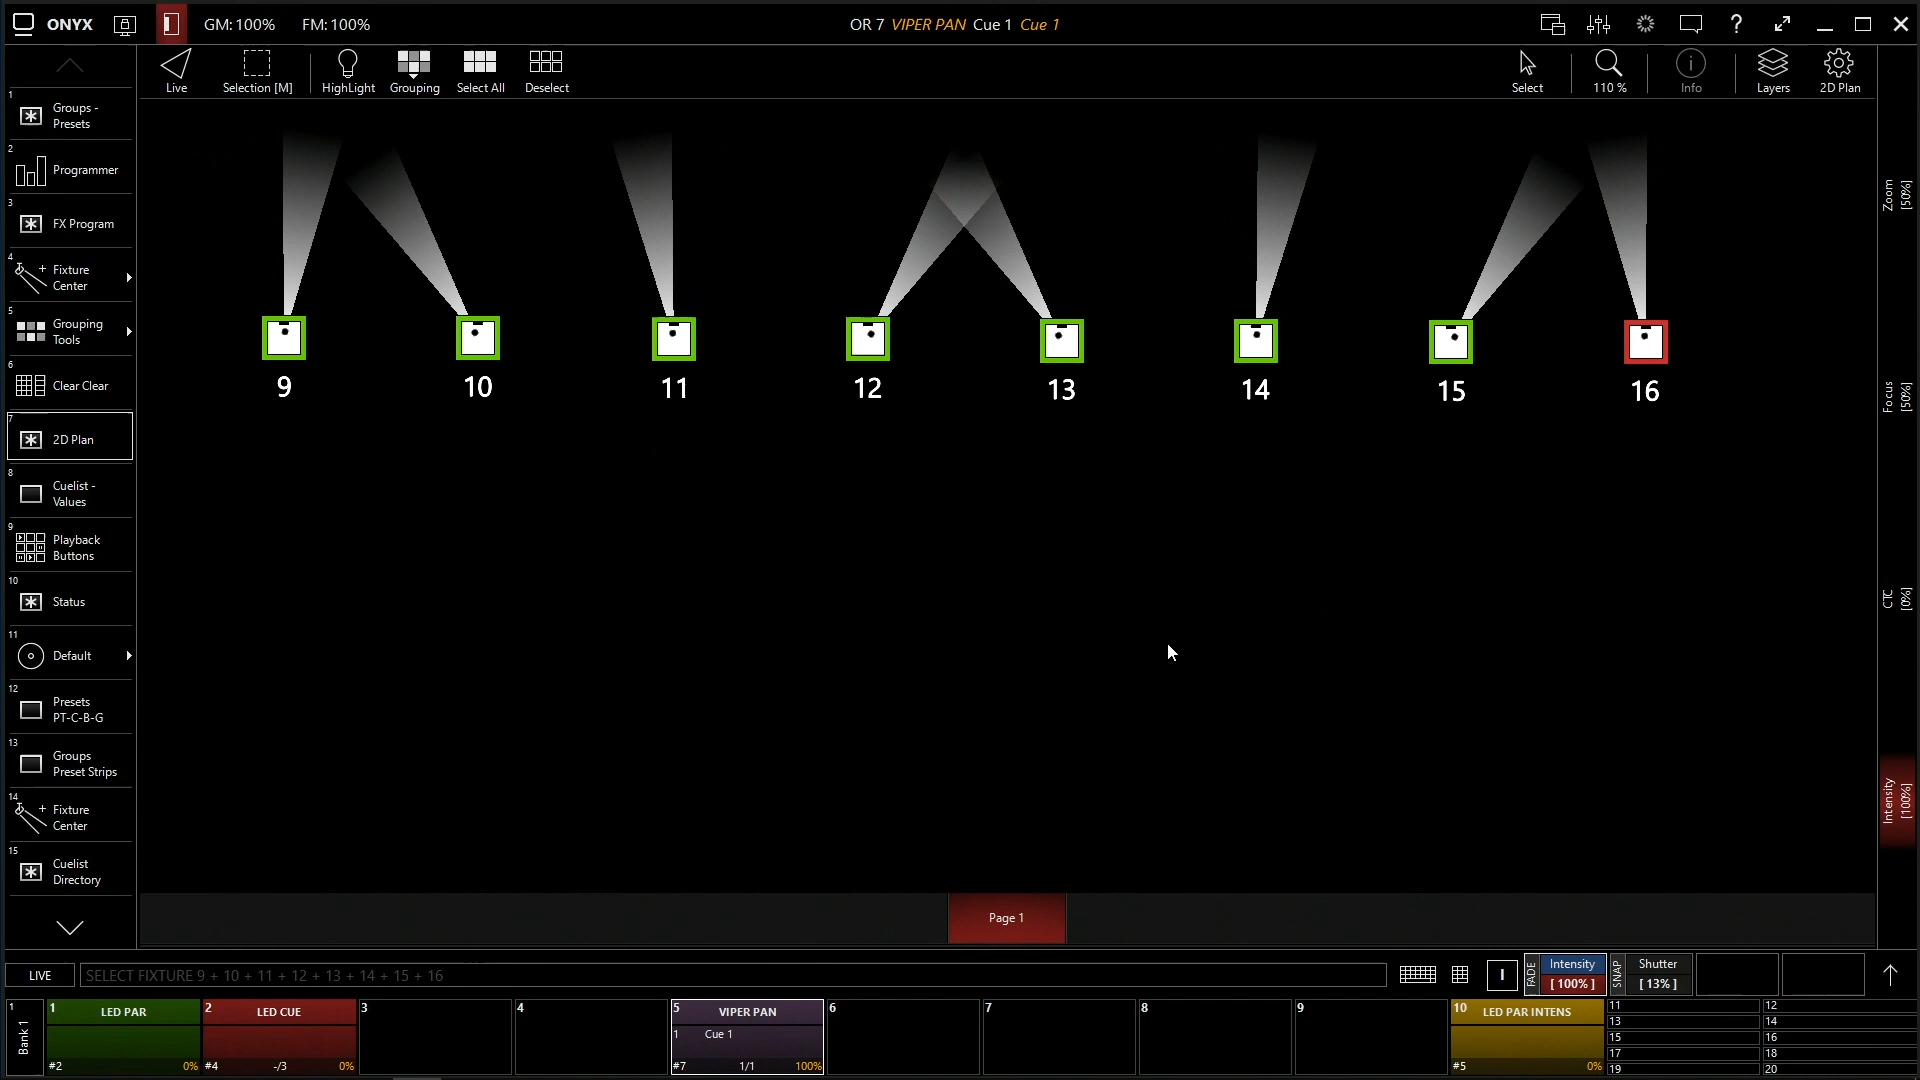 ONYX GM: 100% FM: 100% OR 7 VIPER PAN Cue 1 Cue 1 ?
Live Selection [M] HighLight Grouping Select All Deselect Select 110 % Info Layers 2D Plan
1
Groups -
Presets
2
Programmer
3
FX Program
4
Fixture
Center
5
Grouping
Tools
6
Clear Clear
7
2D Plan
8
Cuelist -
Values
9
Playback
Buttons
10
Status
11
Default
12
Presets
PT-C-B-G
13
Groups
Preset Strips
14
Fixture
Center
15
Cuelist
Directory
9 10 11 12 13 14 15 16
Zoom
[50%]
Focus
[50%]
CTC
[0%]
Intensity
[100%]
Page 1
LIVE SELECT FIXTURE 9 + 10 + 11 + 12 + 13 + 14 + 15 + 16
I
FADE
Intensity
[ 100% ]
SNAP
Shutter
[ 13% ]
1
Bank 1
1 LED PAR
#2 0%
2 LED CUE
#4 -/3 0%
3
4
5 VIPER PAN
1 Cue 1
#7 1/1 100%
6
7
8
9
10 LED PAR INTENS
#5 0%
11 12
13 14
15 16
17 18
19 20